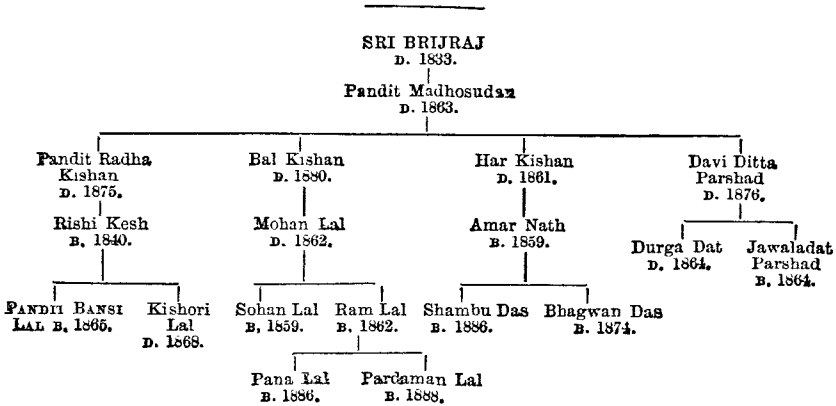 SRI BRIJRAJ
D. 1833.
Pandit Madhosudan
D. 1863.
Pandit Radha
Kishan
D. 1875.
Bal Kishan
D. 1880.
Har Kishan
D. 1861.
Davi Ditta
Parshad
D. 1876.
Rishi Kesh
B. 1840.
Mohan Lal
D. 1862.
Amar Nath
B. 1859.
Durga Dat
D. 1864.
Jawaladat
Parshad
B. 1864.
PANDIT BANSI
LAL B. 1865.
Kishori
Lal
D. 1868.
Sohan Lal
B. 1859.
Ram Lal
B. 1862.
Shambu Das
B. 1886.
Bhagwan Das
B. 1874.
Pana Lal
B. 1886.
Pardaman Lal
B. 1888.